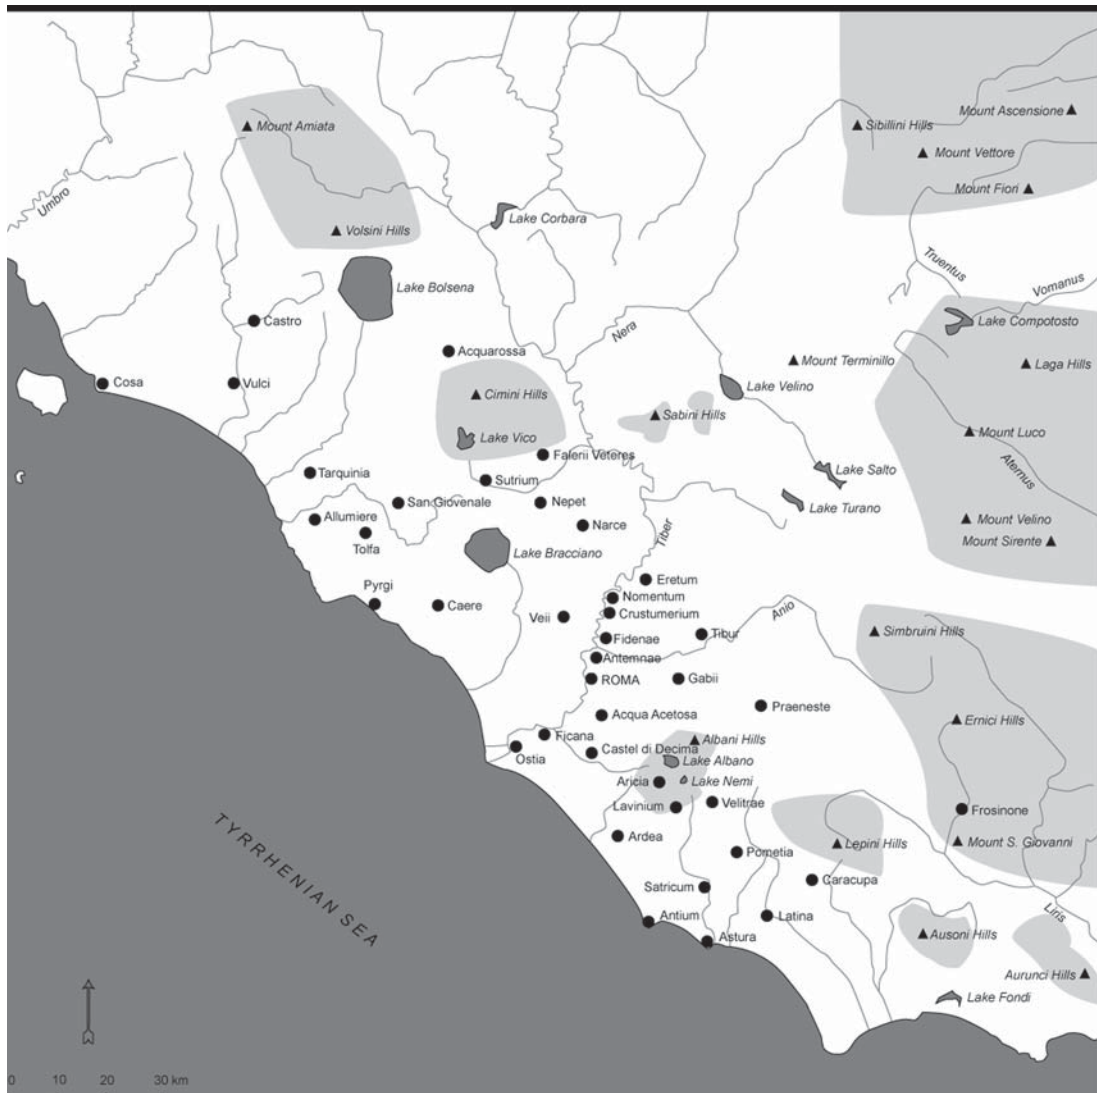 Mount Ascensione
Mount Amiata
Sibillini Hills
Mount Vettore
Mount Fiori
Umbro
Lake Corbara
Volsini Hills
Truentus
Vomanus
Lake Bolsena
Castro
Lake Compotosto
Nera
Acquarossa
Mount Terminillo
Laga Hills
Cosa
Vulci
Lake Velino
Cimini Hills
Sabini Hills
Mount Luco
Lake Vico
Falerii Veteres
Lake Salto
Aternus
Tarquinia
Sutrium
San Giovenale
Nepet
Lake Turano
Allumiere
Narce
Tiber
Mount Velino
Tolfa
Lake Bracciano
Mount Sirente
Pyrgi
Eretum
Nomentum
Caere
Veii
Crustumerium
Anio
Fidenae
Tibur
Simbruini Hills
Antemnae
ROMA
Gabii
Praeneste
Acqua Acetosa
Ernici Hills
Ficana
Albani Hills
Ostia
Castel di Decima
Lake Albano
Aricia
Lake Nemi
Lavinium
Velitrae
Frosinone
Ardea
Lepini Hills
Mount S. Giovanni
Pometia
Caracupa
Satricum
Antium
Latina
Liris
Astura
Ausoni Hills
TYRRHENIAN SEA
Aurunci Hills
Lake Fondi
0 10 20 30 km